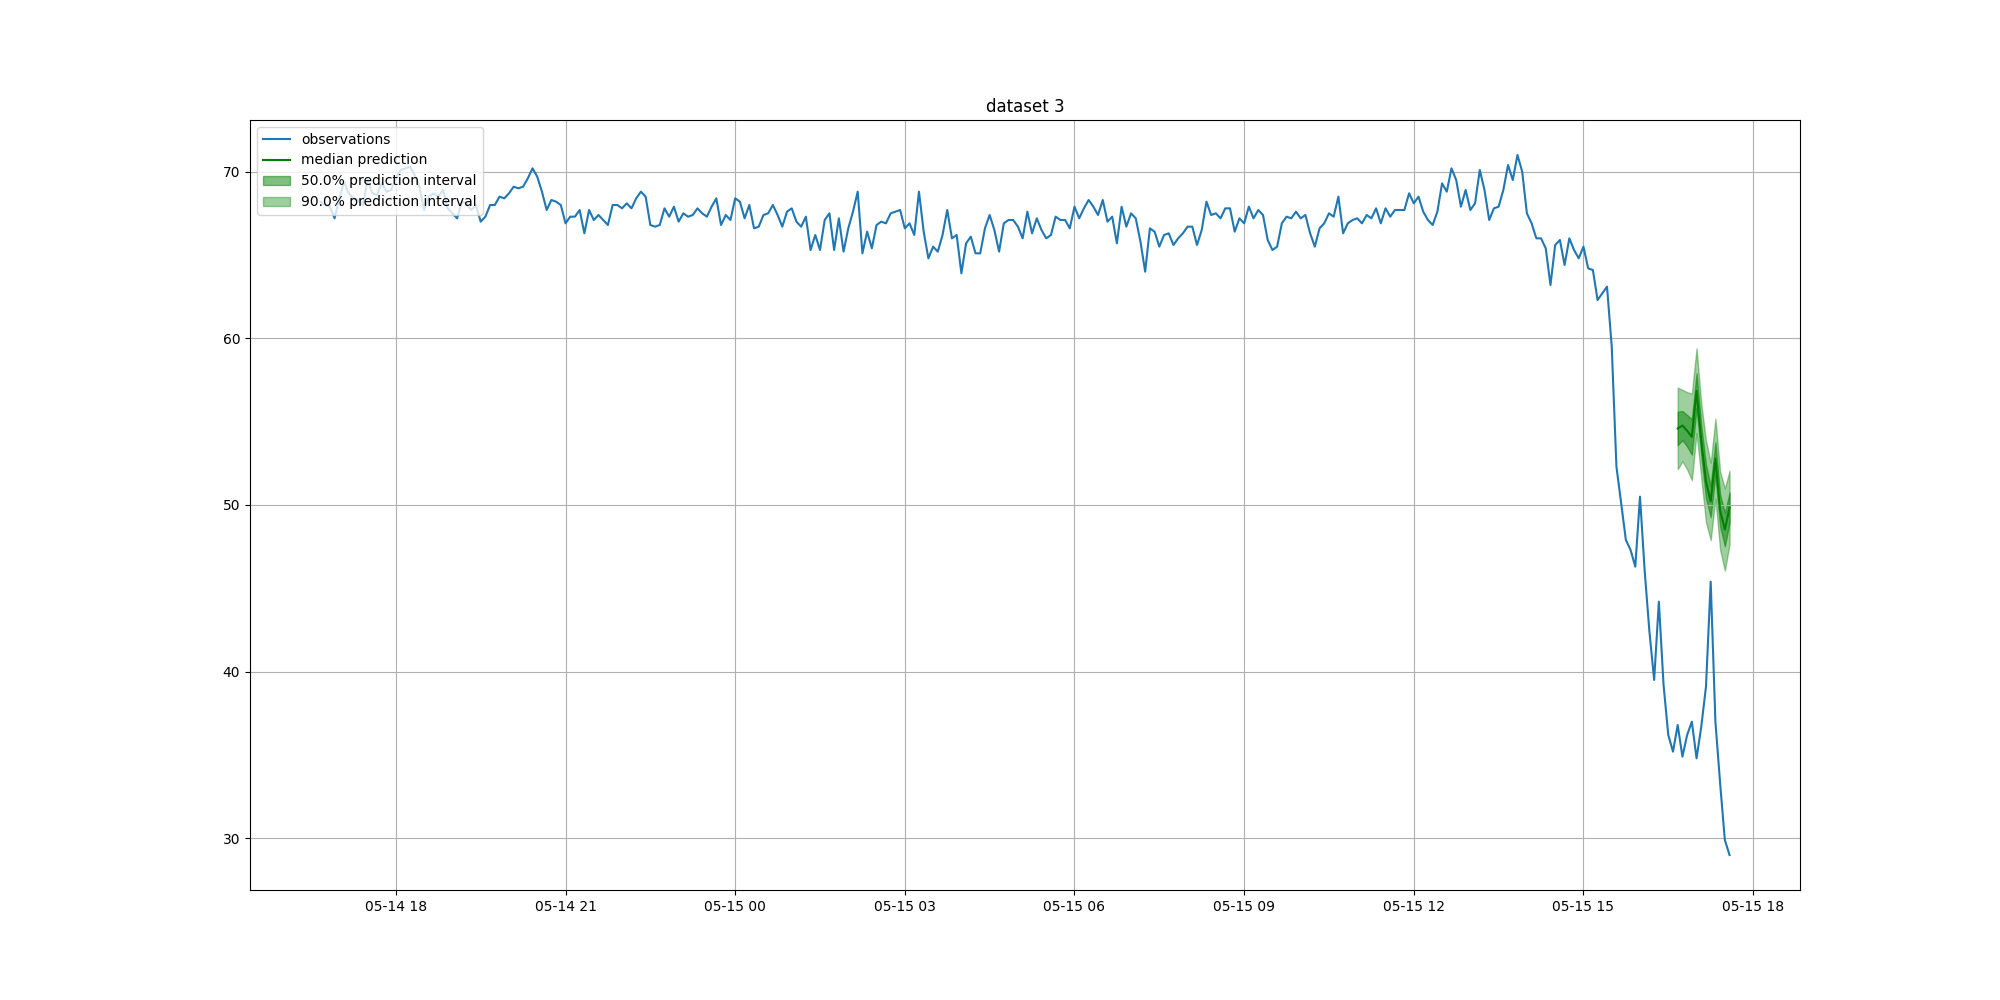 dataset 3
observations
median prediction
50.0% prediction interval
90.0% prediction interval
70
60
50
40
30
05-14 18
05-14 21
05-15 00
05-15 03
05-15 06
05-15 09
05-15 12
05-15 15
05-15 18